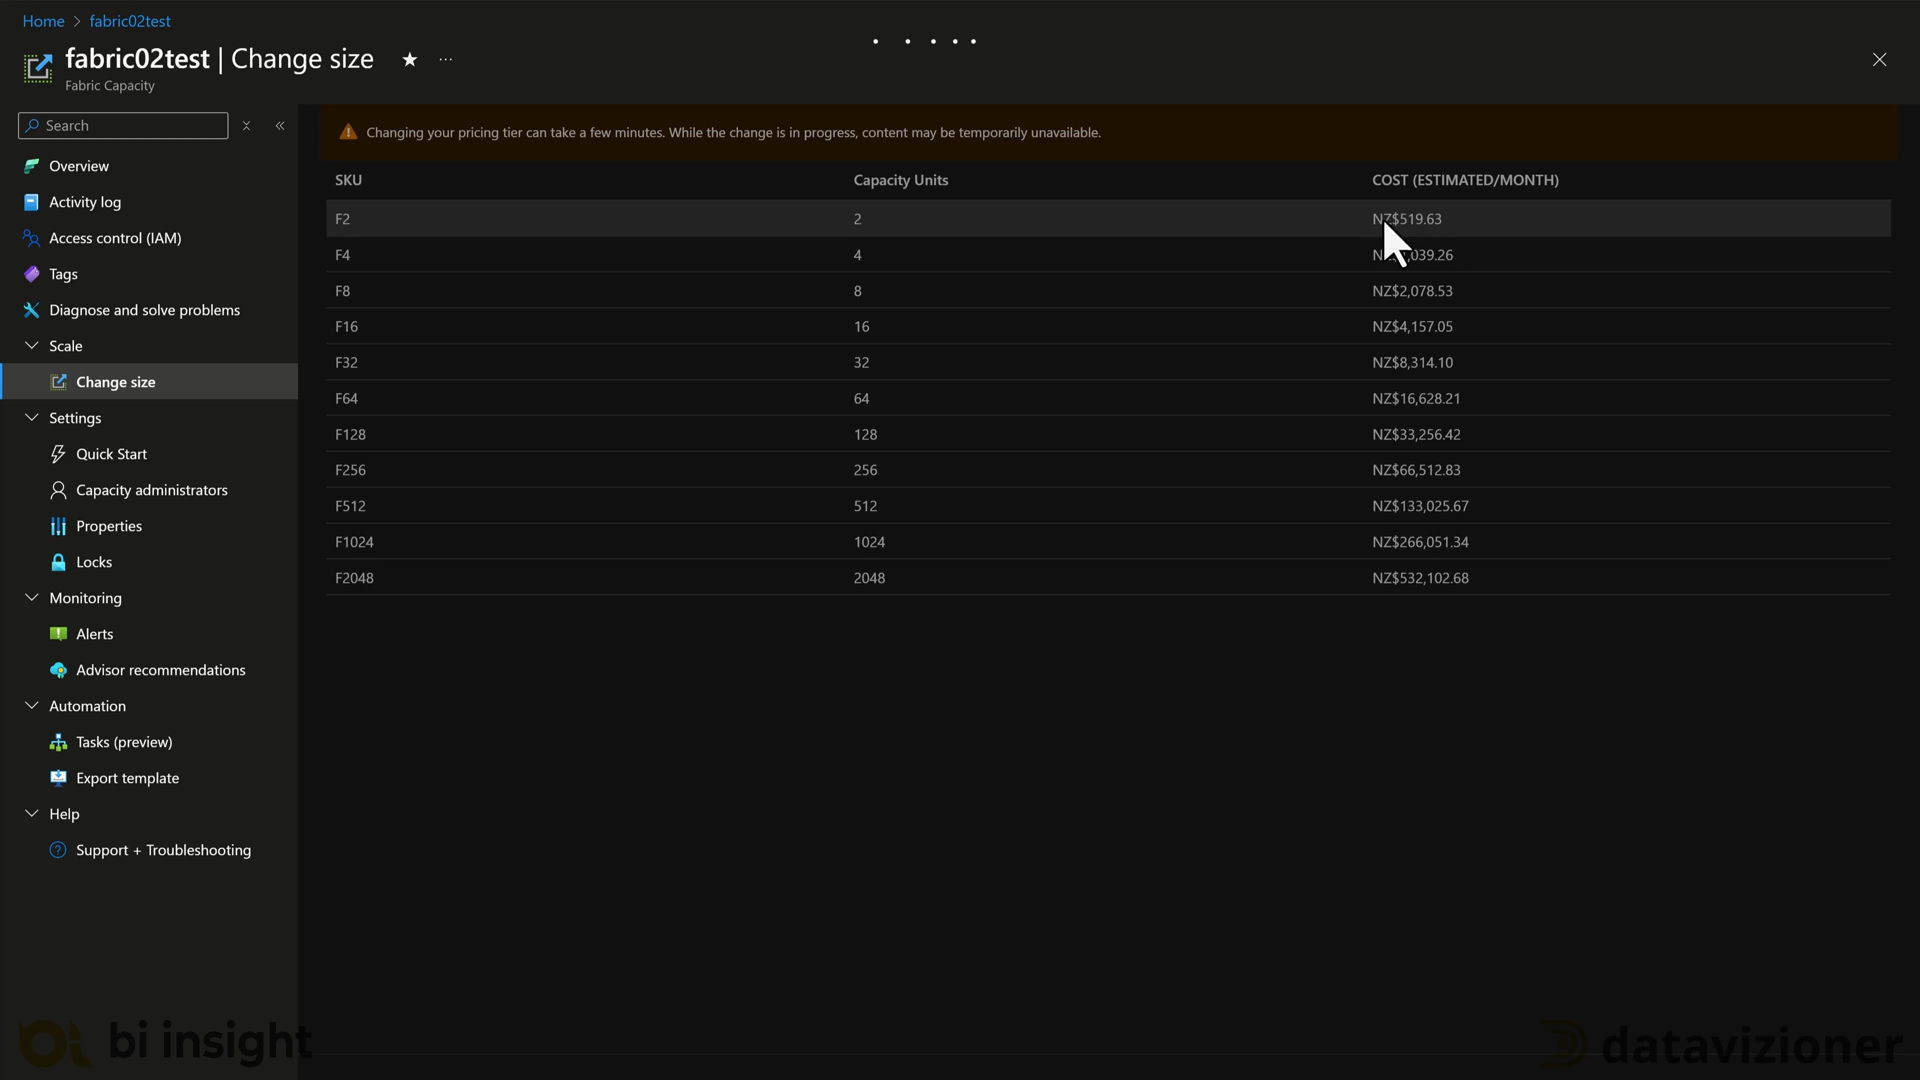 Home > fabric02test
fabric02test | Change size
Fabric Capacity
Search
Overview
Activity log
Access control (IAM)
Tags
Diagnose and solve problems
Scale
Change size
Settings
Quick Start
Capacity administrators
Properties
Locks
Monitoring
Alerts
Advisor recommendations
Automation
Tasks (preview)
Export template
Help
Support + Troubleshooting
Changing your pricing tier can take a few minutes. While the change is in progress, content may be temporarily unavailable.
SKU Capacity Units COST (ESTIMATED/MONTH)
F2 2 NZ$519.63
F4 4 039.26
F8 8 NZ$2,078.53
F16 16 NZ$4,157.05
F32 32 NZ$8,314.10
F64 64 NZ$16,628.21
F128 128 NZ$33,256.42
F256 256 NZ$66,512.83
F512 512 NZ$133,025.67
F1024 1024 NZ$266,051.34
F2048 2048 NZ$532,102.68
bi insight
datavizioner